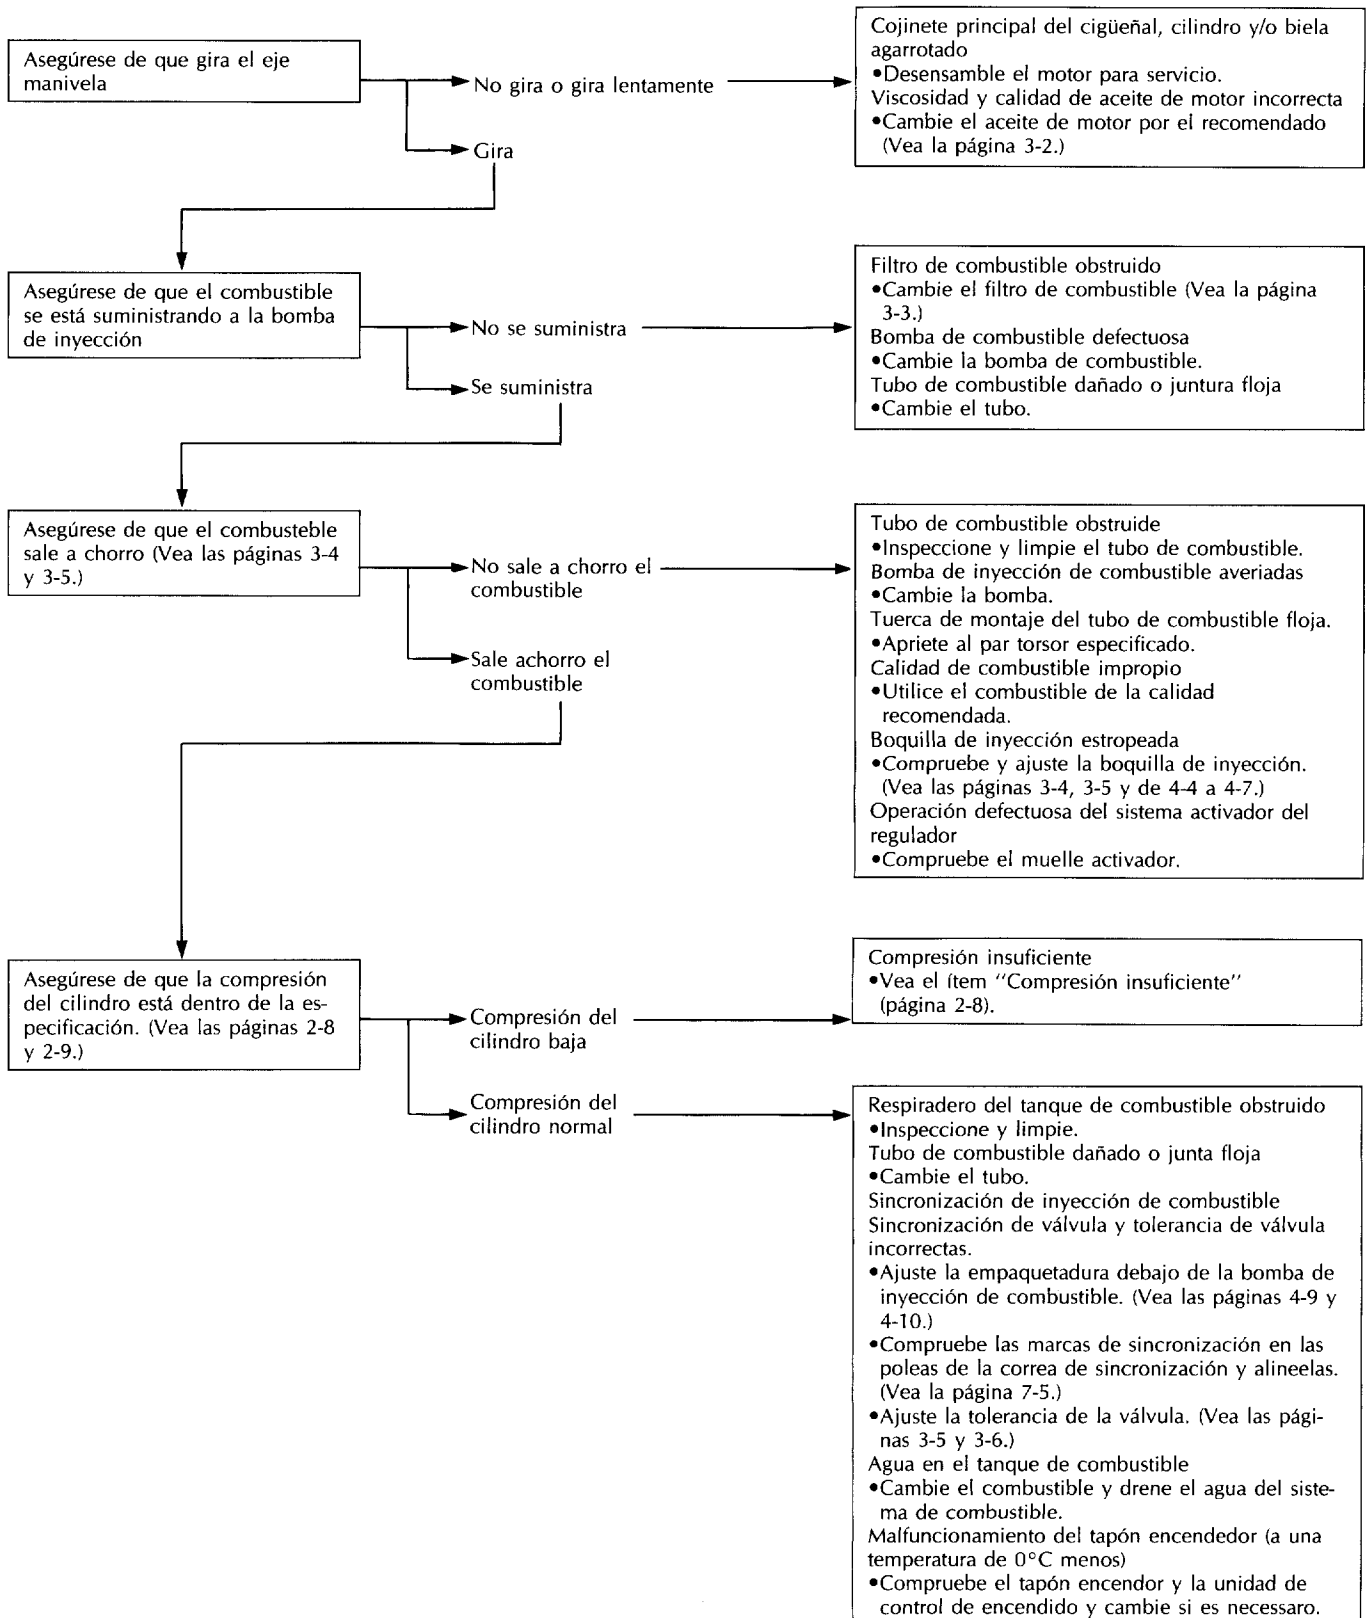 Asegúrese de que gira el eje
manivela
No gira o gira lentamente
Gira
Cojinete principal del cigüeñal, cilindro y/o biela
agarrotado
•Desensamble el motor para servicio.
Viscosidad y calidad de aceite de motor incorrecta
•Cambie el aceite de motor por el recomendado
(Vea la página 3-2.)
Asegúrese de que el combustible
se está suministrando a la bomba
de inyección
No se suministra
Se suministra
Filtro de combustible obstruido
•Cambie el filtro de combustible (Vea la página
3-3.)
Bomba de combustible defectuosa
•Cambie la bomba de combustible.
Tubo de combustible dañado o juntura floja
•Cambie el tubo.
Asegúrese de que el combusteble
sale a chorro (Vea las páginas 3-4
y 3-5.)
No sale a chorro el
combustible
Sale achorro el
combustible
Tubo de combustible obstruide
•Inspeccione y limpie el tubo de combustible.
Bomba de inyección de combustible averiadas
•Cambie la bomba.
Tuerca de montaje del tubo de combustible floja.
•Apriete al par torsor especificado.
Calidad de combustible impropio
•Utilice el combustible de la calidad
recomendada.
Boquilla de inyección estropeada
•Compruebe y ajuste la boquilla de inyección.
(Vea las páginas 3-4, 3-5 y de 4-4 a 4-7.)
Operación defectuosa del sistema activador del
regulador
•Compruebe el muelle activador.
Asegúrese de que la compresión
del cilindro está dentro de la es-
pecificación. (Vea las páginas 2-8
y 2-9.)
Compresión del
cilindro baja
Compresión del
cilindro normal
Compresión insuficiente
•Vea el ítem "Compresión insuficiente"
(página 2-8).
Respiradero del tanque de combustible obstruido
•Inspeccione y limpie.
Tubo de combustible dañado o junta floja
•Cambie el tubo.
Sincronización de inyección de combustible
Sincronización de válvula y tolerancia de válvula
incorrectas.
•Ajuste la empaquetadura debajo de la bomba de
inyección de combustible. (Vea las páginas 4-9 y
4-10.)
•Compruebe las marcas de sincronización en las
poleas de la correa de sincronización y alineelas.
(Vea la página 7-5.)
•Ajuste la tolerancia de la válvula. (Vea las pági-
nas 3-5 y 3-6.)
Agua en el tanque de combustible
•Cambie el combustible y drene el agua del siste-
ma de combustible.
Malfuncionamiento del tapón encendedor (a una
temperatura de 0°C menos)
•Compruebe el tapón encendor y la unidad de
control de encendido y cambie si es necessaro.